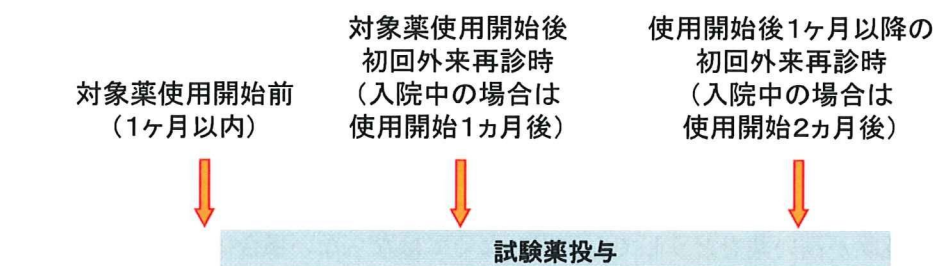 対象薬使用開始前
（1ヶ月以内）
対象薬使用開始後
初回外来再診時
（入院中の場合は
使用開始1ヵ月後）
使用開始後1ヶ月以降の
初回外来再診時
（入院中の場合は
使用開始2ヵ月後）
試験薬投与